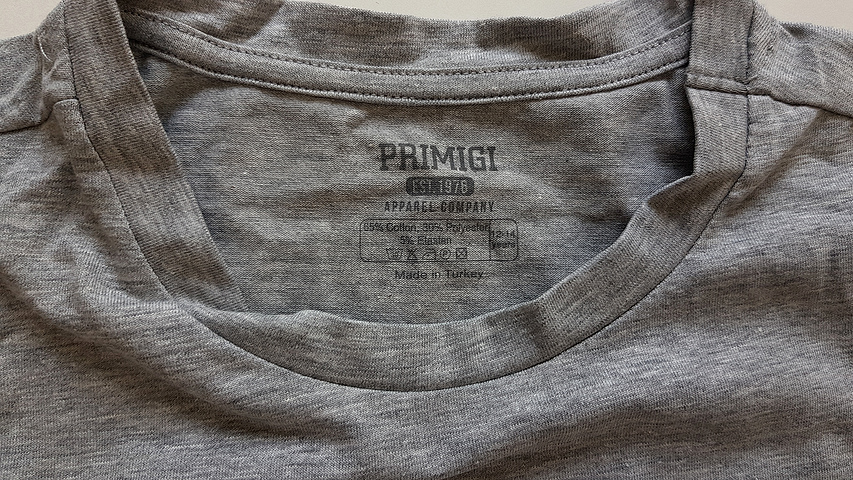 PRIMIGI
EST. 1976
APPAREL COMPANY
65% Cotton, 30% Polyester
5% Elastan
12-14
years
Made in Turkey